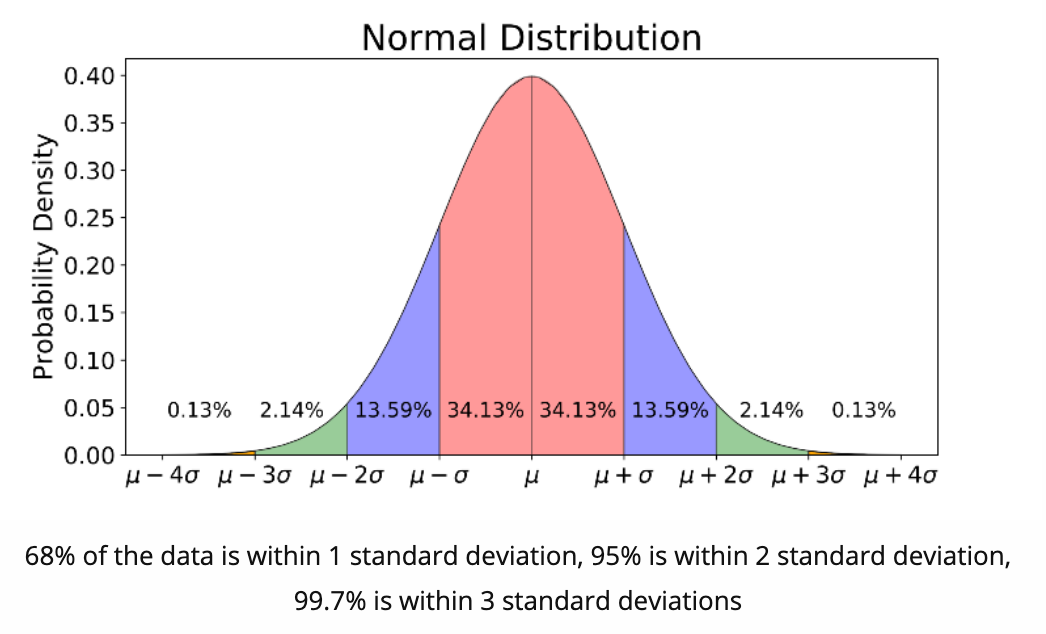 Normal Distribution
Probability Density
0.40
0.35
0.30
0.25
0.20
0.15
0.10
0.05
0.00
0.13% 2.14% 13.59% 34.13% 34.13% 13.59% 2.14% 0.13%
μ − 4σ μ − 3σ μ − 2σ μ − σ μ μ + σ μ + 2σ μ + 3σ μ + 4σ
68% of the data is within 1 standard deviation, 95% is within 2 standard deviation,
99.7% is within 3 standard deviations